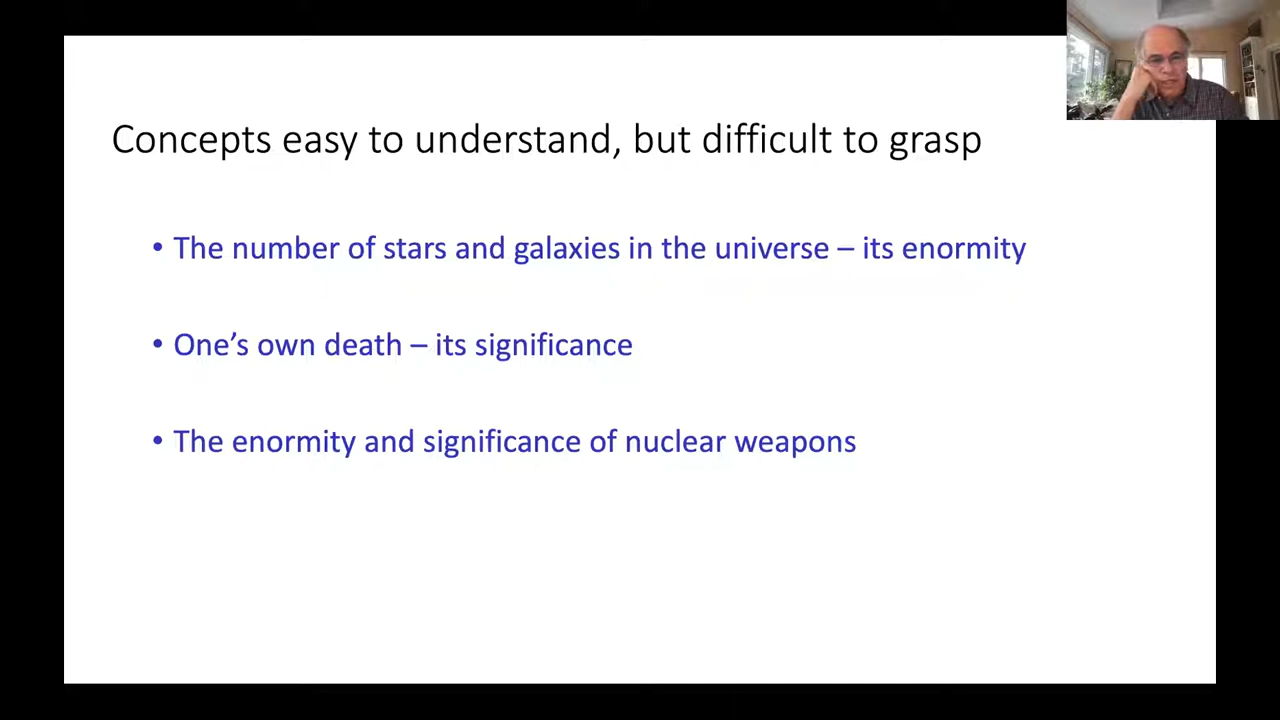 Concepts easy to understand, but difficult to grasp
• The number of stars and galaxies in the universe – its enormity
• One’s own death – its significance
• The enormity and significance of nuclear weapons